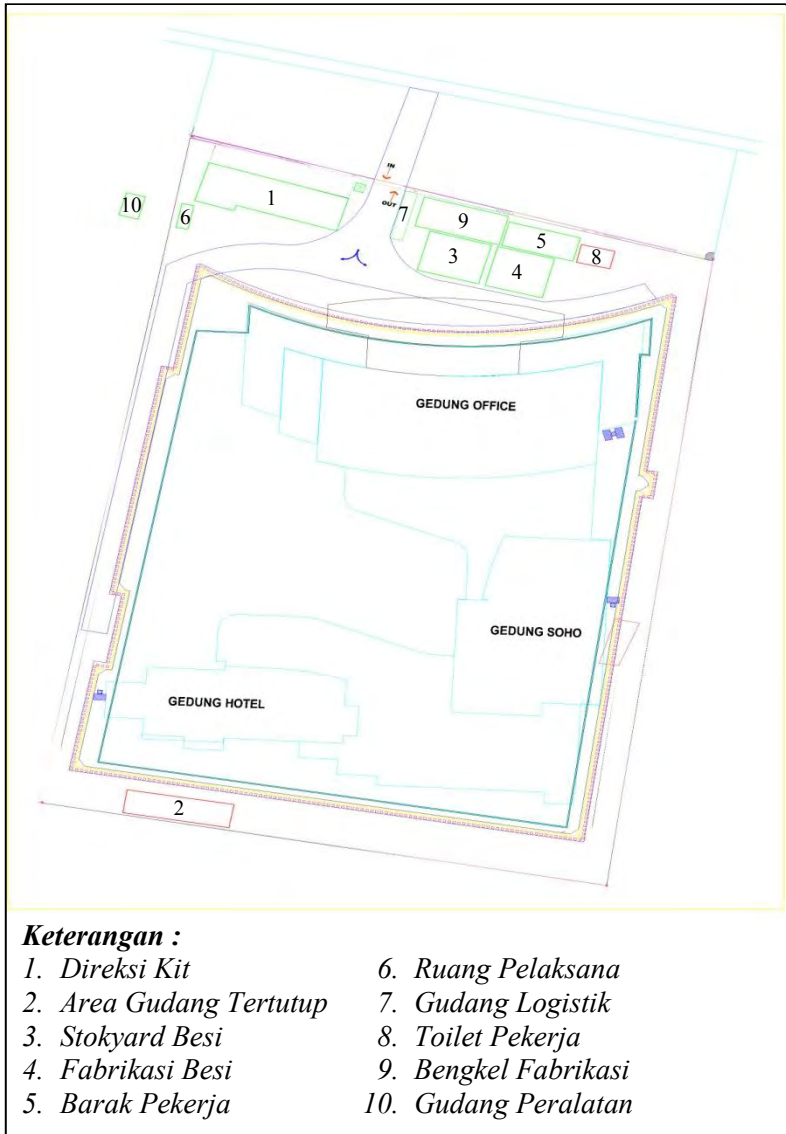 IN
OUT
10
6
1
7
9
5
8
3
4
GEDUNG OFFICE
GEDUNG SOHO
GEDUNG HOTEL
2
Keterangan :
1. Direksi Kit
2. Area Gudang Tertutup
3. Stokyard Besi
4. Fabrikasi Besi
5. Barak Pekerja
6. Ruang Pelaksana
7. Gudang Logistik
8. Toilet Pekerja
9. Bengkel Fabrikasi
10. Gudang Peralatan